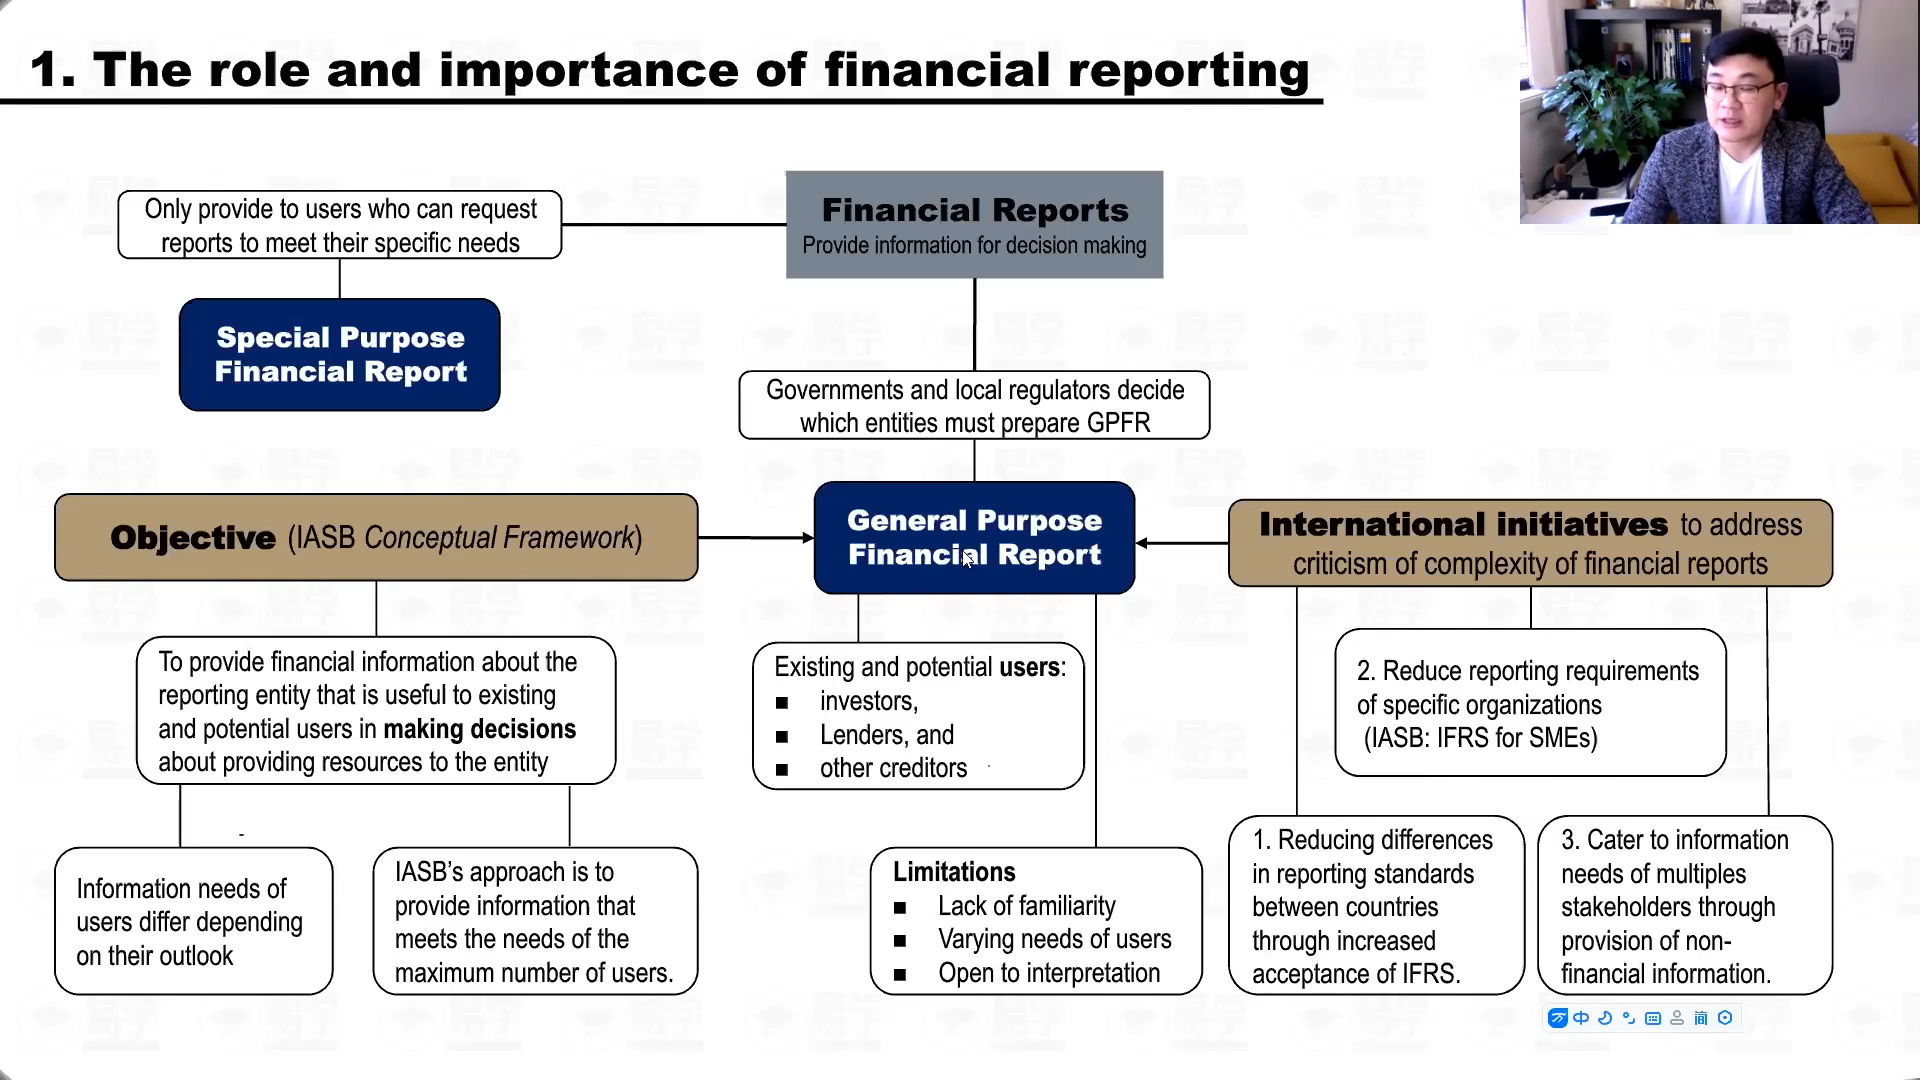 1. The role and importance of financial reporting
Only provide to users who can request
reports to meet their specific needs
Financial Reports
Provide information for decision making
Special Purpose
Financial Report
Governments and local regulators decide
which entities must prepare GPFR
Objective (IASB Conceptual Framework)
General Purpose
Financial Report
International initiatives to address
criticism of complexity of financial reports
To provide financial information about the
reporting entity that is useful to existing
and potential users in making decisions
about providing resources to the entity
Existing and potential users:
■ investors,
■ Lenders, and
■ other creditors
2. Reduce reporting requirements
of specific organizations
(IASB: IFRS for SMEs)
Information needs of
users differ depending
on their outlook
IASB’s approach is to
provide information that
meets the needs of the
maximum number of users.
Limitations
■ Lack of familiarity
■ Varying needs of users
■ Open to interpretation
1. Reducing differences
in reporting standards
between countries
through increased
acceptance of IFRS.
3. Cater to information
needs of multiples
stakeholders through
provision of non-
financial information.
中 简
易学